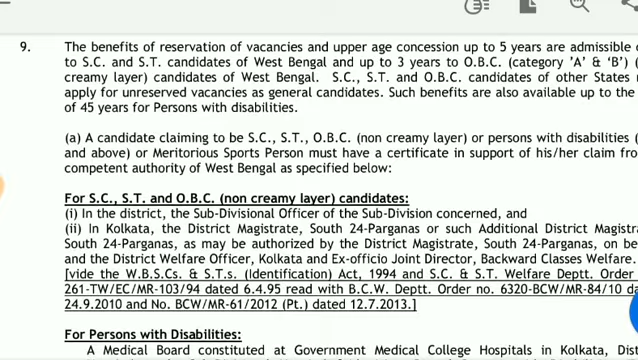 9. The benefits of reservation of vacancies and upper age concession up to 5 years are admissible
to S.C. and S.T. candidates of West Bengal and up to 3 years to O.B.C. (category 'A' & 'B') (
creamy layer) candidates of West Bengal. S.C., S.T. and O.B.C. candidates of other States
apply for unreserved vacancies as general candidates. Such benefits are also available up to the
of 45 years for Persons with disabilities.
(a) A candidate claiming to be S.C., S.T., O.B.C. (non creamy layer) or persons with disabilities (
and above) or Meritorious Sports Person must have a certificate in support of his/her claim from
competent authority of West Bengal as specified below:
For S.C., S.T. and O.B.C. (non creamy layer) candidates:
(i) In the district, the Sub-Divisional Officer of the Sub-Division concerned, and
(ii) In Kolkata, the District Magistrate, South 24-Parganas or such Additional District Magistra
South 24-Parganas, as may be authorized by the District Magistrate, South 24-Parganas, on be
and the District Welfare Officer, Kolkata and Ex-officio Joint Director, Backward Classes Welfare.
[vide the W.B.S.Cs. & S.T.s. (Identification) Act, 1994 and S.C. & S.T. Welfare Deptt. Order
261-TW/EC/MR-103/94 dated 6.4.95 read with B.C.W. Deptt. Order no. 6320-BCW/MR-84/10 da
24.9.2010 and No. BCW/MR-61/2012 (Pt.) dated 12.7.2013.]
For Persons with Disabilities:
A Medical Board constituted at Government Medical College Hospitals in Kolkata, Dist